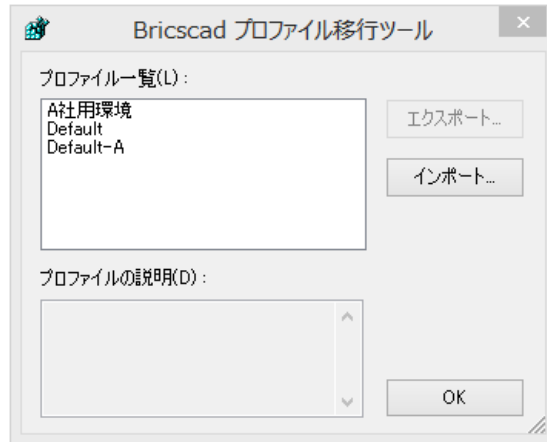 Bricscad プロファイル移行ツール
プロファイル一覧(L) :
A社用環境
Default
Default-A
エクスポート...
インポート...
プロファイルの説明(D) :
OK